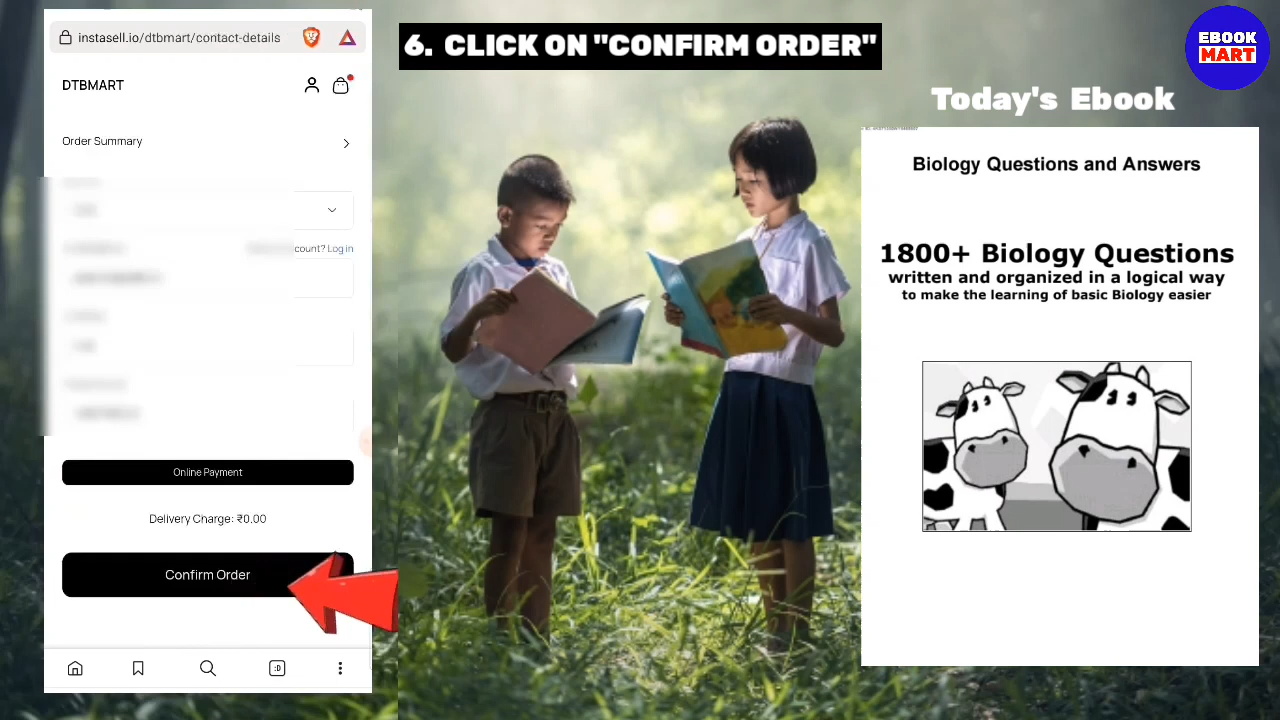 instasell.io/dtbmart/contact-details
DTBMART
Order Summary
count? Log in
Online Payment
Delivery Charge: ₹0.00
Confirm Order
:D
6. CLICK ON "CONFIRM ORDER"
EBOOK
MART
Today's Ebook
Biology Questions and Answers
1800+ Biology Questions
written and organized in a logical way
to make the learning of basic Biology easier